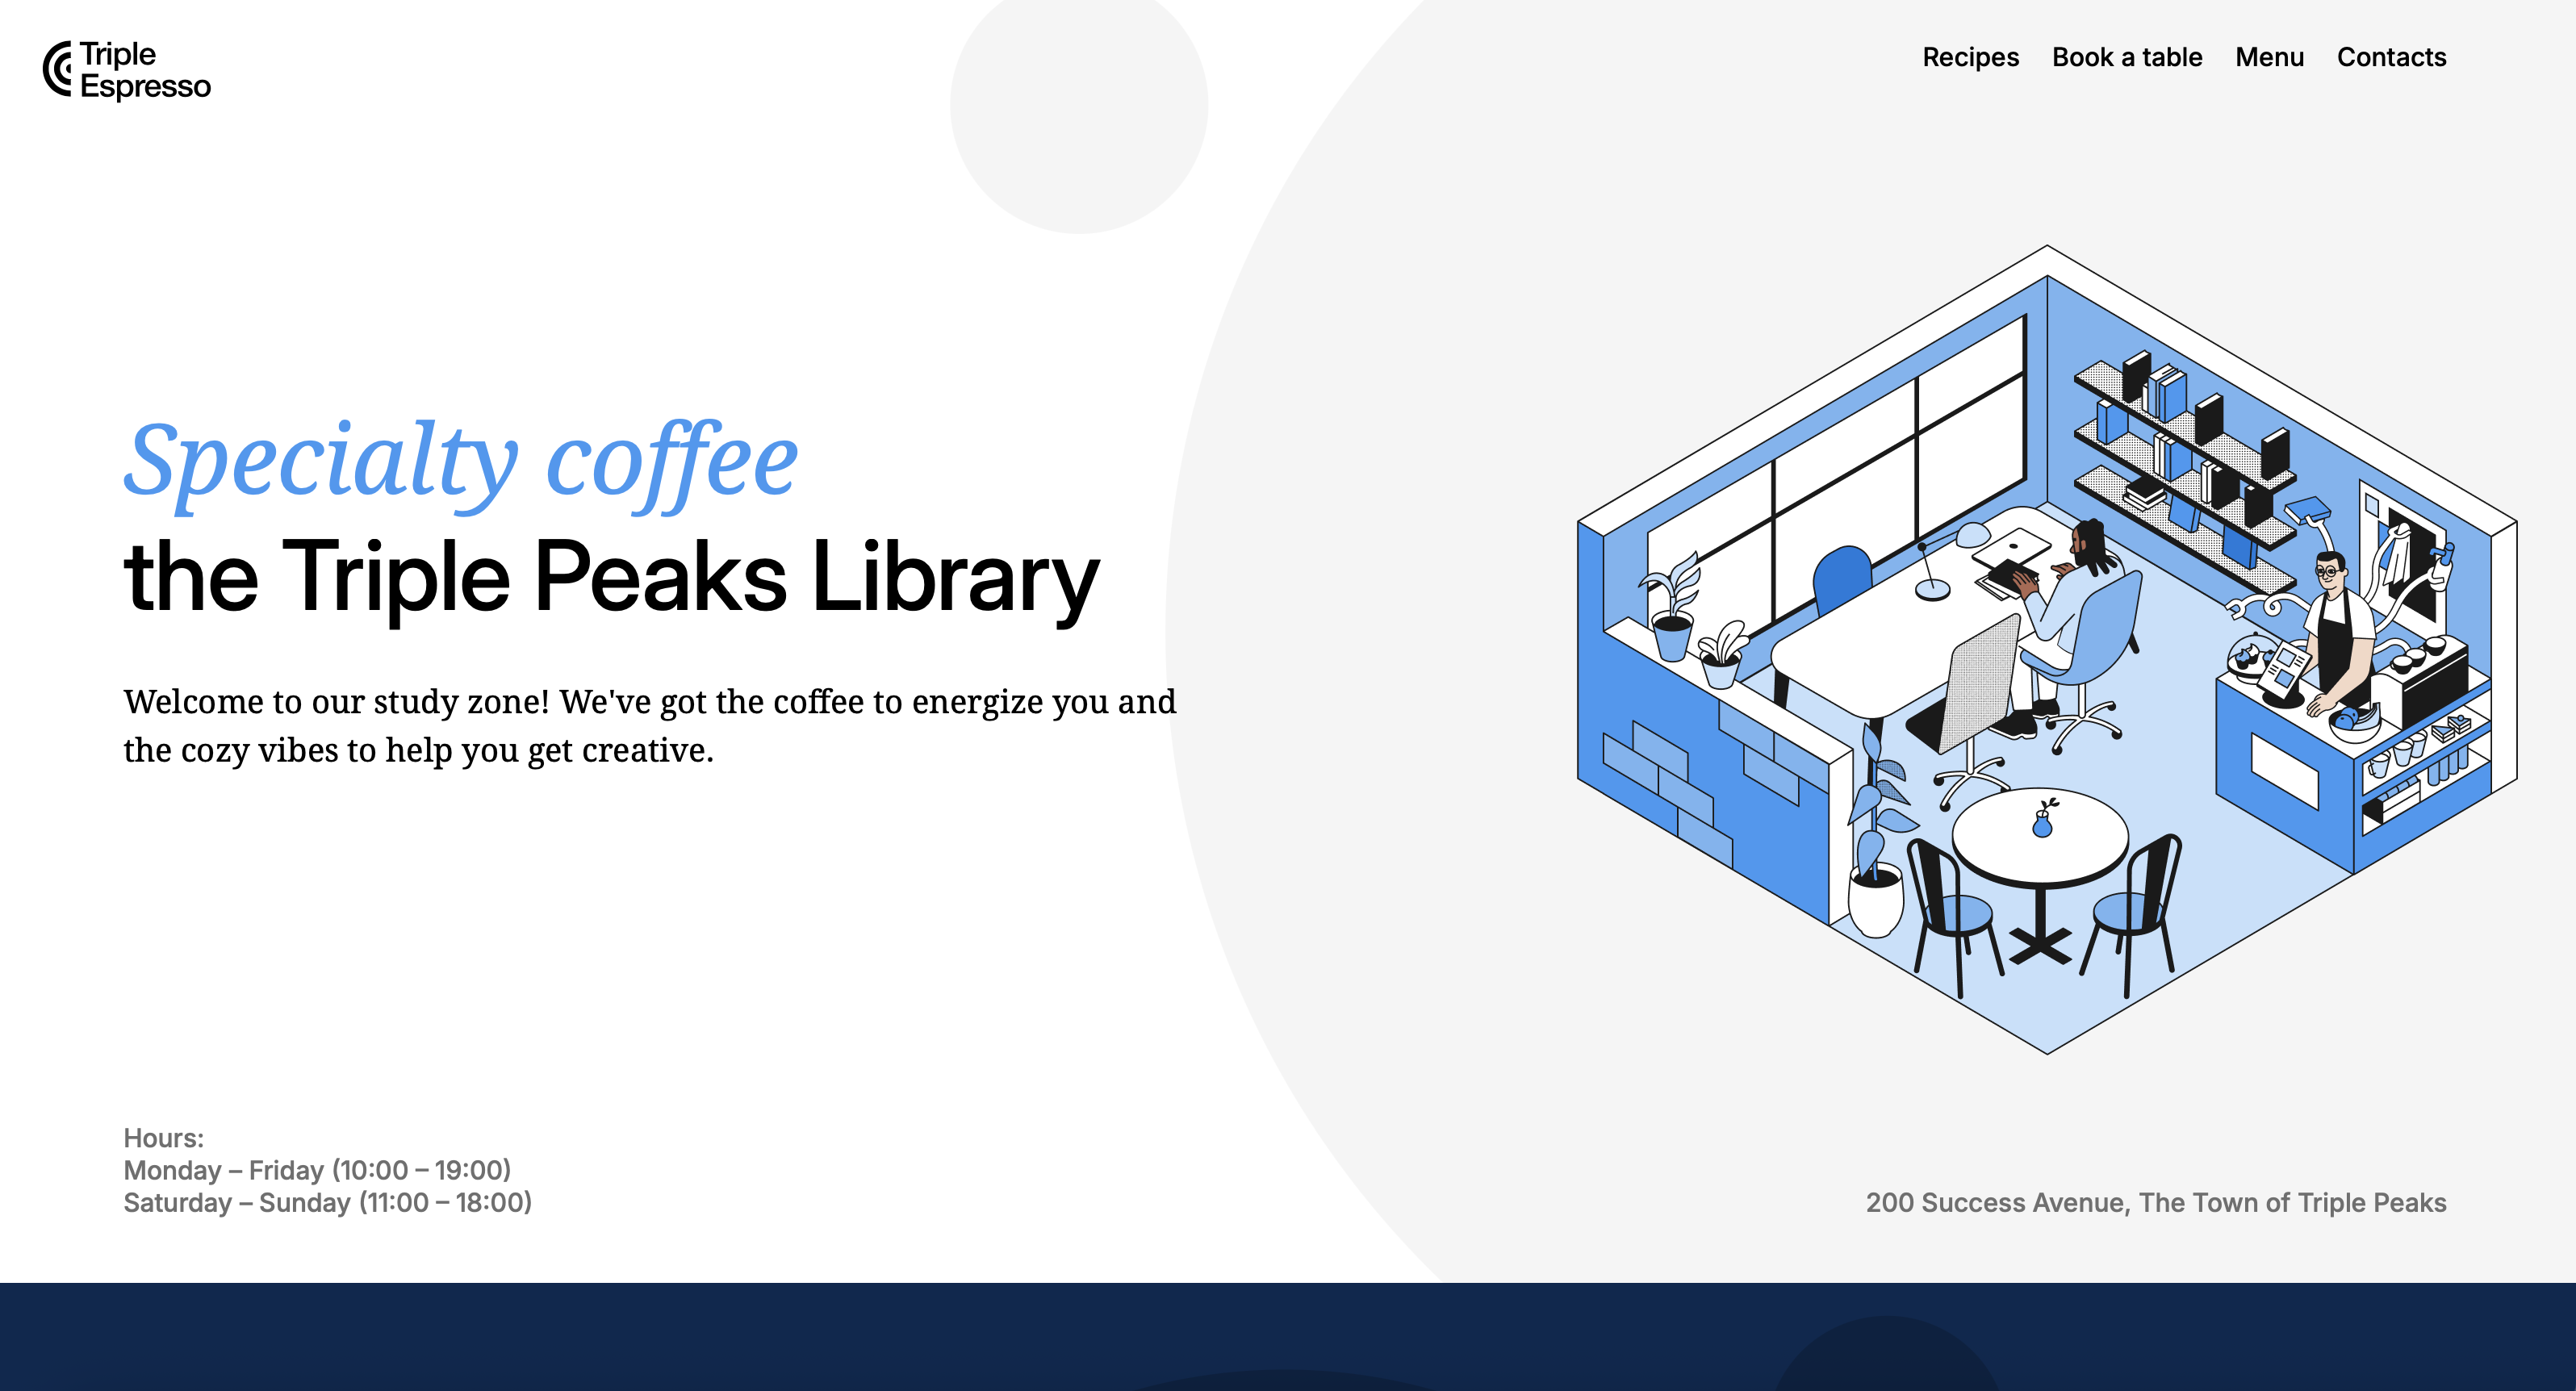 Triple
Espresso
Recipes
Book a table
Menu
Contacts
Specialty coffee
the Triple Peaks Library
Welcome to our study zone! We've got the coffee to energize you and
the cozy vibes to help you get creative.
Hours:
Monday – Friday (10:00 – 19:00)
Saturday – Sunday (11:00 – 18:00)
200 Success Avenue, The Town of Triple Peaks